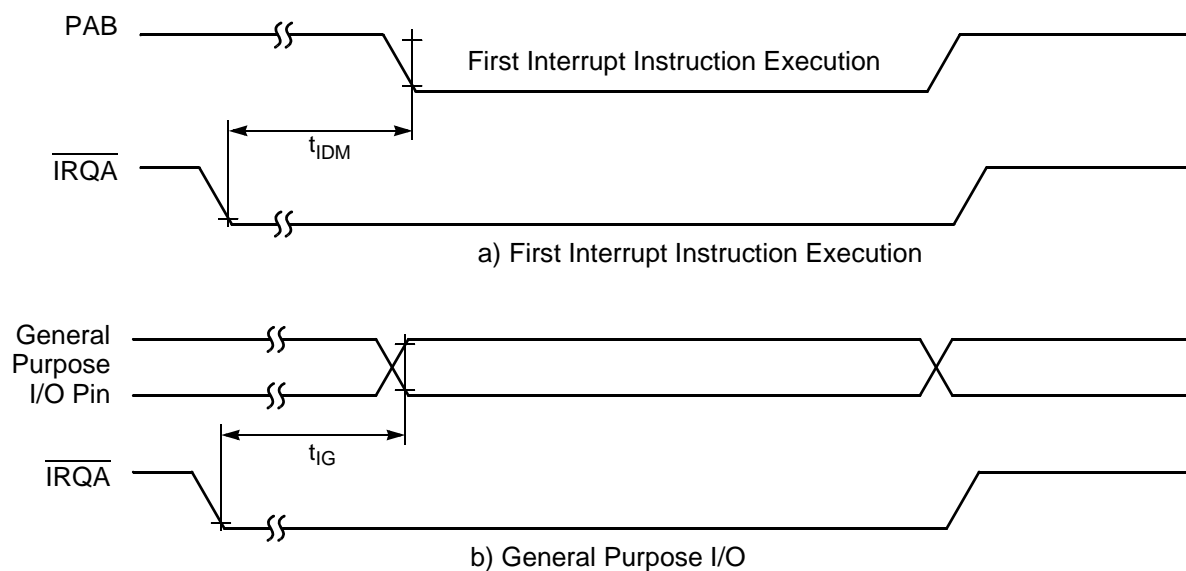 PAB
First Interrupt Instruction Execution
tIDM
IRQA
a) First Interrupt Instruction Execution
General
Purpose
I/O Pin
tIG
IRQA
b) General Purpose I/O